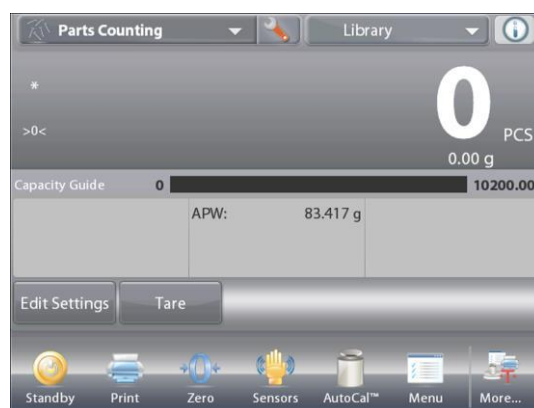 Parts Counting Library
*
>0<
0 PCS
0.00 g
Capacity Guide 0 10200.00
APW: 83.417 g
Edit Settings Tare
Standby Print Zero Sensors AutoCal™ Menu More...